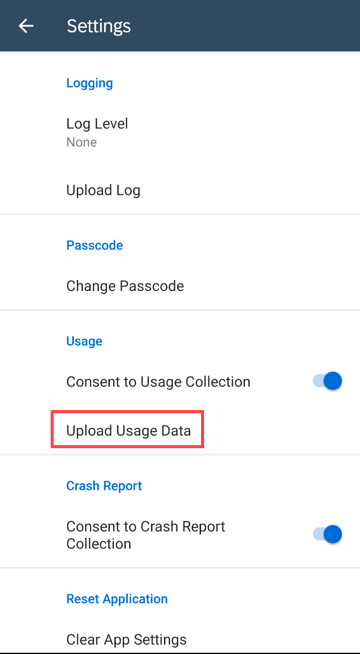 Settings
Logging
Log Level
None
Upload Log
Passcode
Change Passcode
Usage
Consent to Usage Collection
Upload Usage Data
Crash Report
Consent to Crash Report
Collection
Reset Application
Clear App Settings